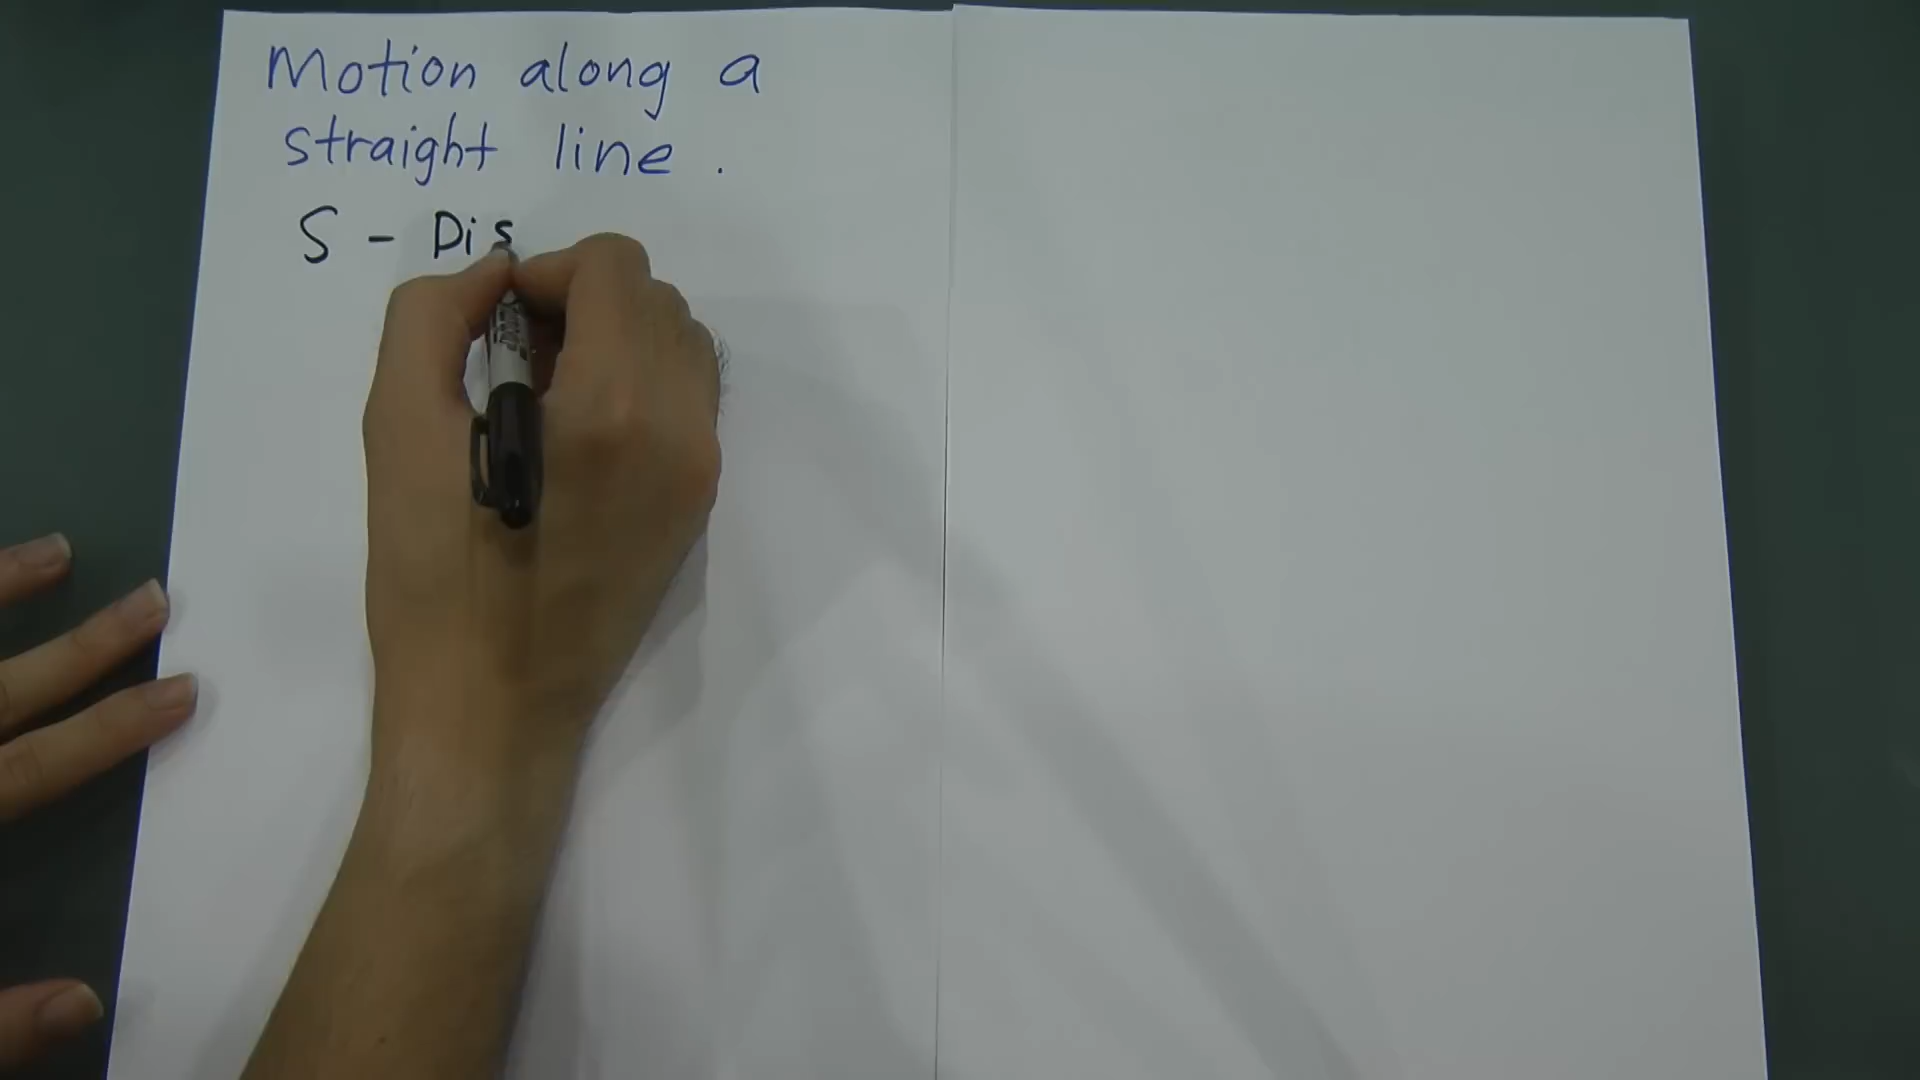 Motion along a
straight line .
S - Dis